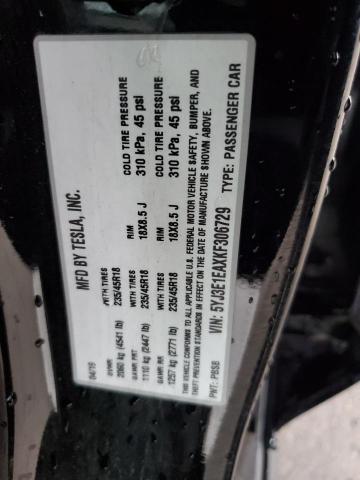 MFD BY TESLA, INC.
04/19
2060 kg (4541 lb) WITH TIRES 235/45R18 RIM 18X8.5 J COLD TIRE PRESSURE 310 kPa, 45 psi
GAWR: FRT
1110 kg (2447 lb) WITH TIRES 235/45R18 RIM 18X8.5 J COLD TIRE PRESSURE 310 kPa, 45 psi
GAWR: RR
1257 kg (2771 lb) 235/45R18
THIS VEHICLE CONFORMS TO ALL APPLICABLE U.S. FEDERAL MOTOR VEHICLE SAFETY, BUMPER, AND
THEFT PREVENTION STANDARDS IN EFFECT ON THE DATE OF MANUFACTURE SHOWN ABOVE.
VIN: 5YJ3E1EAXKF306729 TYPE: PASSENGER CAR
PNT: PBSB